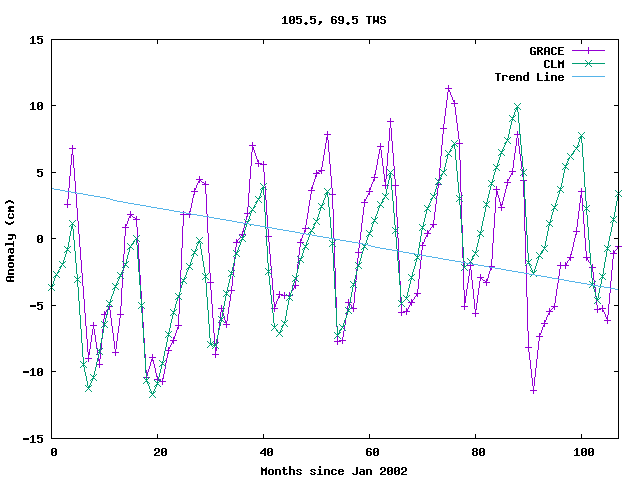 105.5, 69.5 TWS
GRACE
CLM
Trend Line
15
10
5
0
-5
-10
-15
Anomaly (cm)
0 20 40 60 80 100
Months since Jan 2002